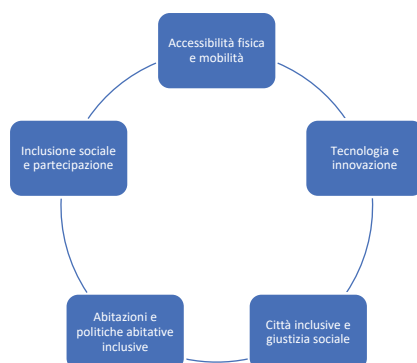 Accessibilità fisica
e mobilità
Tecnologia e
innovazione
Città inclusive e
giustizia sociale
Abitazioni e
politiche abitative
inclusive
Inclusione sociale
e partecipazione